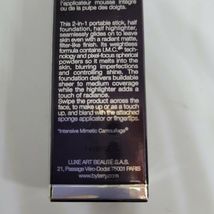 l'applicateur mousse intégré
ou de la pulpe des doigts.
This 2-in-1 portable stick, half
foundation, half highlighter,
seamlessly glides on to leave
skin even with a radiant matte,
filter-like finish. Its weightless
formula contains I.M.C.* tech-
nology and pixel-focus spherical
powders so it melts into the
skin, blurring imperfections
and controlling shine. The
foundation delivers buildable
sheer to medium coverage
while the highlighter adds a
touch of radiance.
Swipe the product across the
face, to make up or as a touch-
up, and blend with the attached
sponge applicator or fingertips.
*Intensive Mimetic Camouflage®
LUXE ART BEAUTÉ G.A.S.
21, Passage Véro-Dodat 75001 PARIS
www.byterry.com